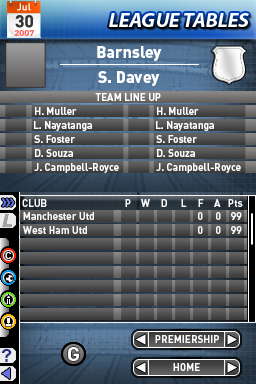 Jul
30
2007
LEAGUE TABLES
Barnsley
S. Davey
TEAM LINE UP
H. Muller H. Muller
L. Nayatanga L. Nayatanga
S. Foster S. Foster
D. Souza D. Souza
J. Campbell-Royce J. Campbell-Royce
CLUB P W D L F A Pts
Manchester Utd 0 0 99
West Ham Utd 0 0 99
L
C
?
G
PREMIERSHIP
HOME